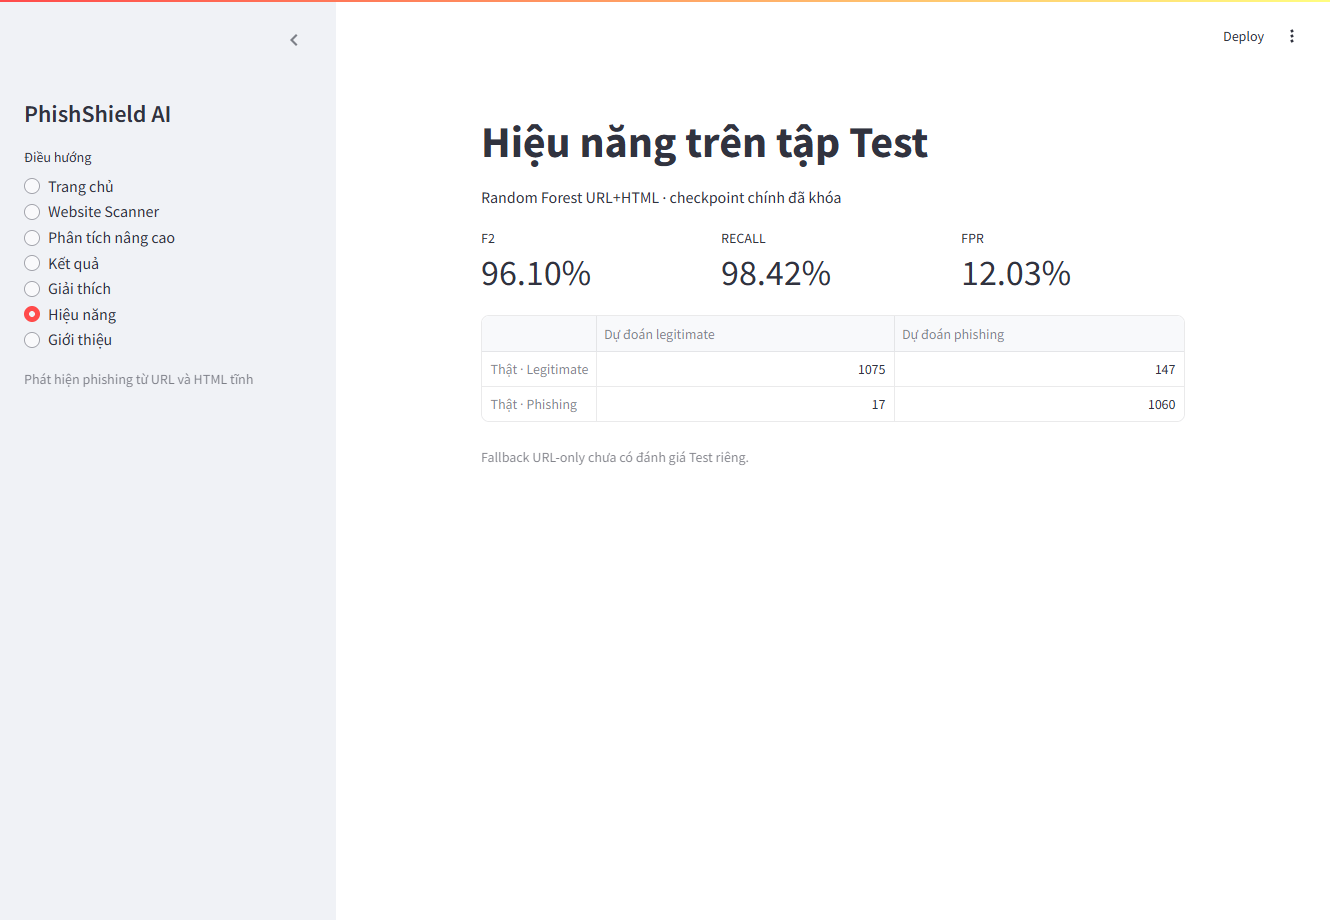 Deploy
PhishShield AI
Điều hướng
Trang chủ
Website Scanner
Phân tích nâng cao
Kết quả
Giải thích
Hiệu năng
Giới thiệu
Phát hiện phishing từ URL và HTML tĩnh
Hiệu năng trên tập Test
Random Forest URL+HTML · checkpoint chính đã khóa
F2 RECALL FPR
96.10% 98.42% 12.03%
Dự đoán legitimate Dự đoán phishing
Thật · Legitimate 1075 147
Thật · Phishing 17 1060
Fallback URL-only chưa có đánh giá Test riêng.